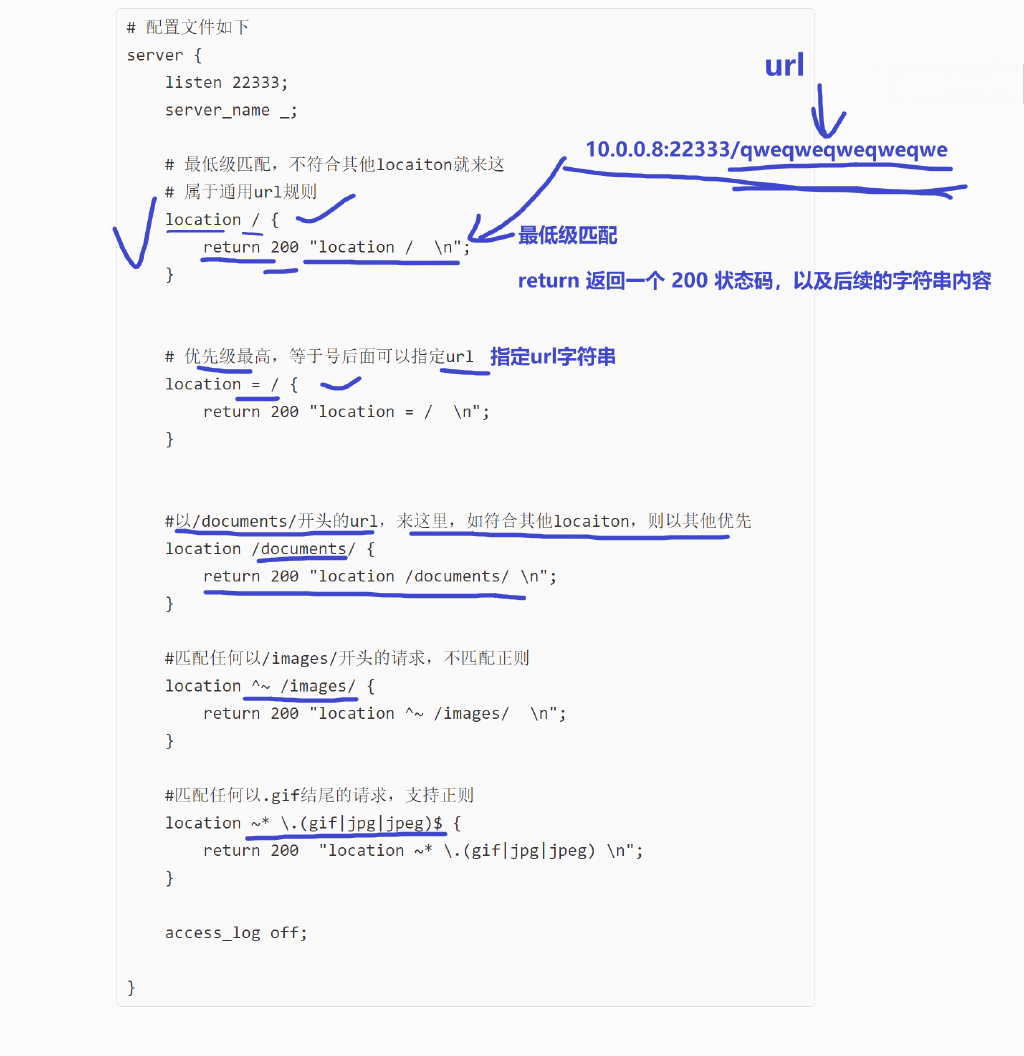 # 配置文件如下
server {
listen 22333;
server_name _;
url
10.0.0.8:22333/qweqweqweqweqwe
# 最低级匹配，不符合其他locaiton就来这
# 属于通用url规则
location / {
return 200 "location /  \n";
最低级匹配
}
return 返回一个 200 状态码，以及后续的字符串内容
# 优先级最高，等于号后面可以指定url
指定url字符串
location = / {
return 200 "location = /  \n";
}
#以/documents/开头的url，来这里，如符合其他locaiton，则以其他优先
location /documents/ {
return 200 "location /documents/ \n";
}
#匹配任何以/images/开头的请求，不匹配正则
location ^~ /images/ {
return 200 "location ^~ /images/  \n";
}
#匹配任何以.gif结尾的请求，支持正则
location ~* \.(gif|jpg|jpeg)$ {
return 200  "location ~* \.(gif|jpg|jpeg) \n";
}
access_log off;
}